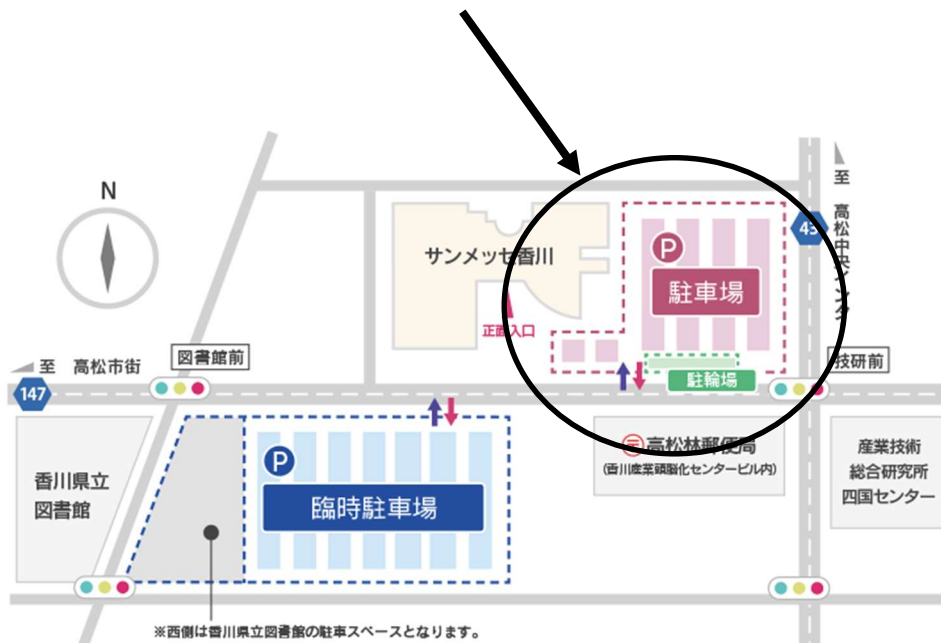 N
至
高松中央インター
43
サンメッセ香川
P
駐車場
正面入口
図書館前
至 高松市街
147
駐輪場
技研前
香川県立
図書館
P
臨時駐車場
〒高松林郵便局
(香川産業頭脳化センタービル内)
産業技術
総合研究所
四国センター
※西側は香川県立図書館の駐車スペースとなります。